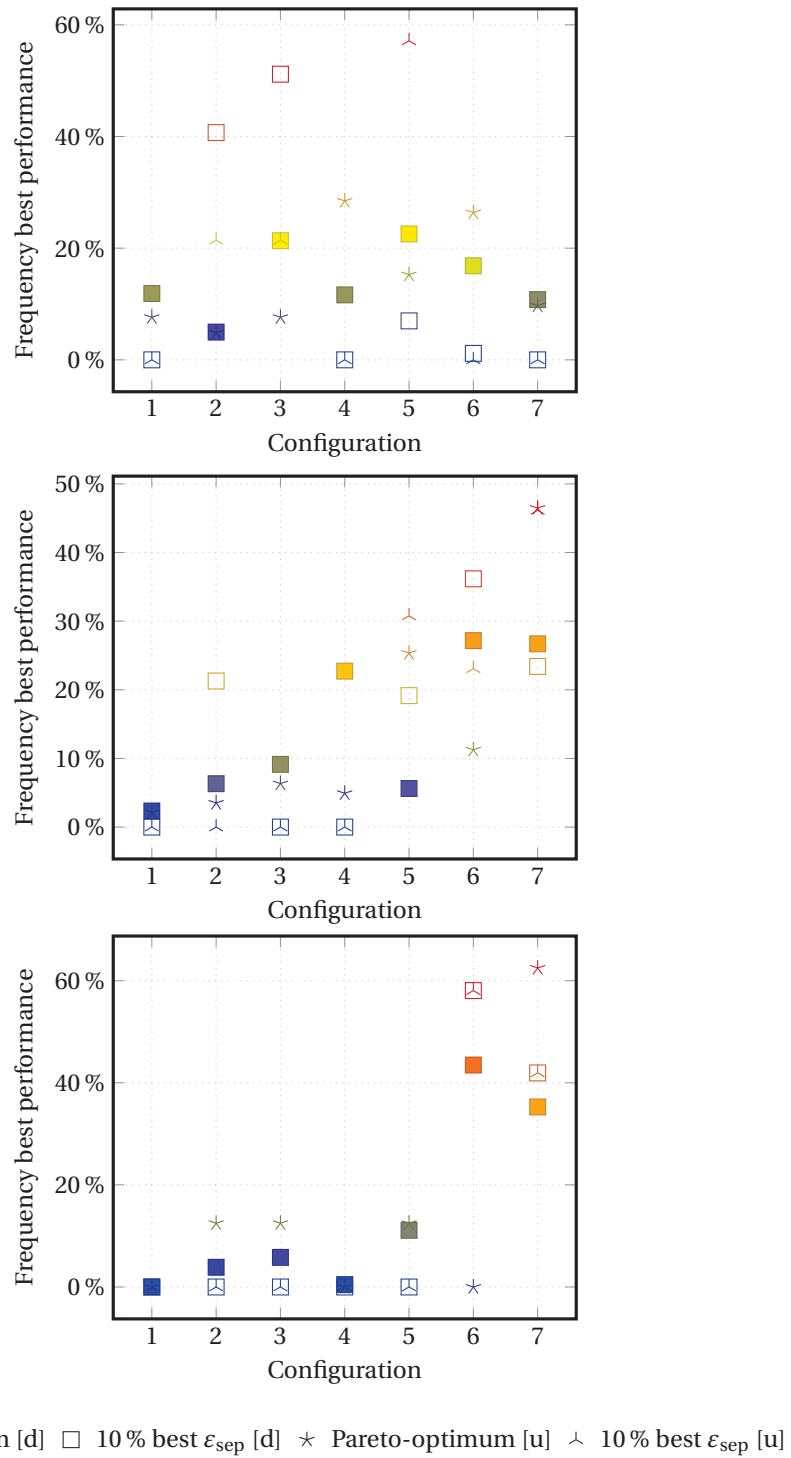 60 %
40 %
20 %
0 %
Frequency best performance
1 2 3 4 5 6 7
Configuration
50 %
40 %
30 %
20 %
10 %
0 %
Frequency best performance
1 2 3 4 5 6 7
Configuration
60 %
40 %
20 %
0 %
Frequency best performance
1 2 3 4 5 6 7
Configuration
[d] 10 % best εsep [d] Pareto-optimum [u] 10 % best εsep [u]